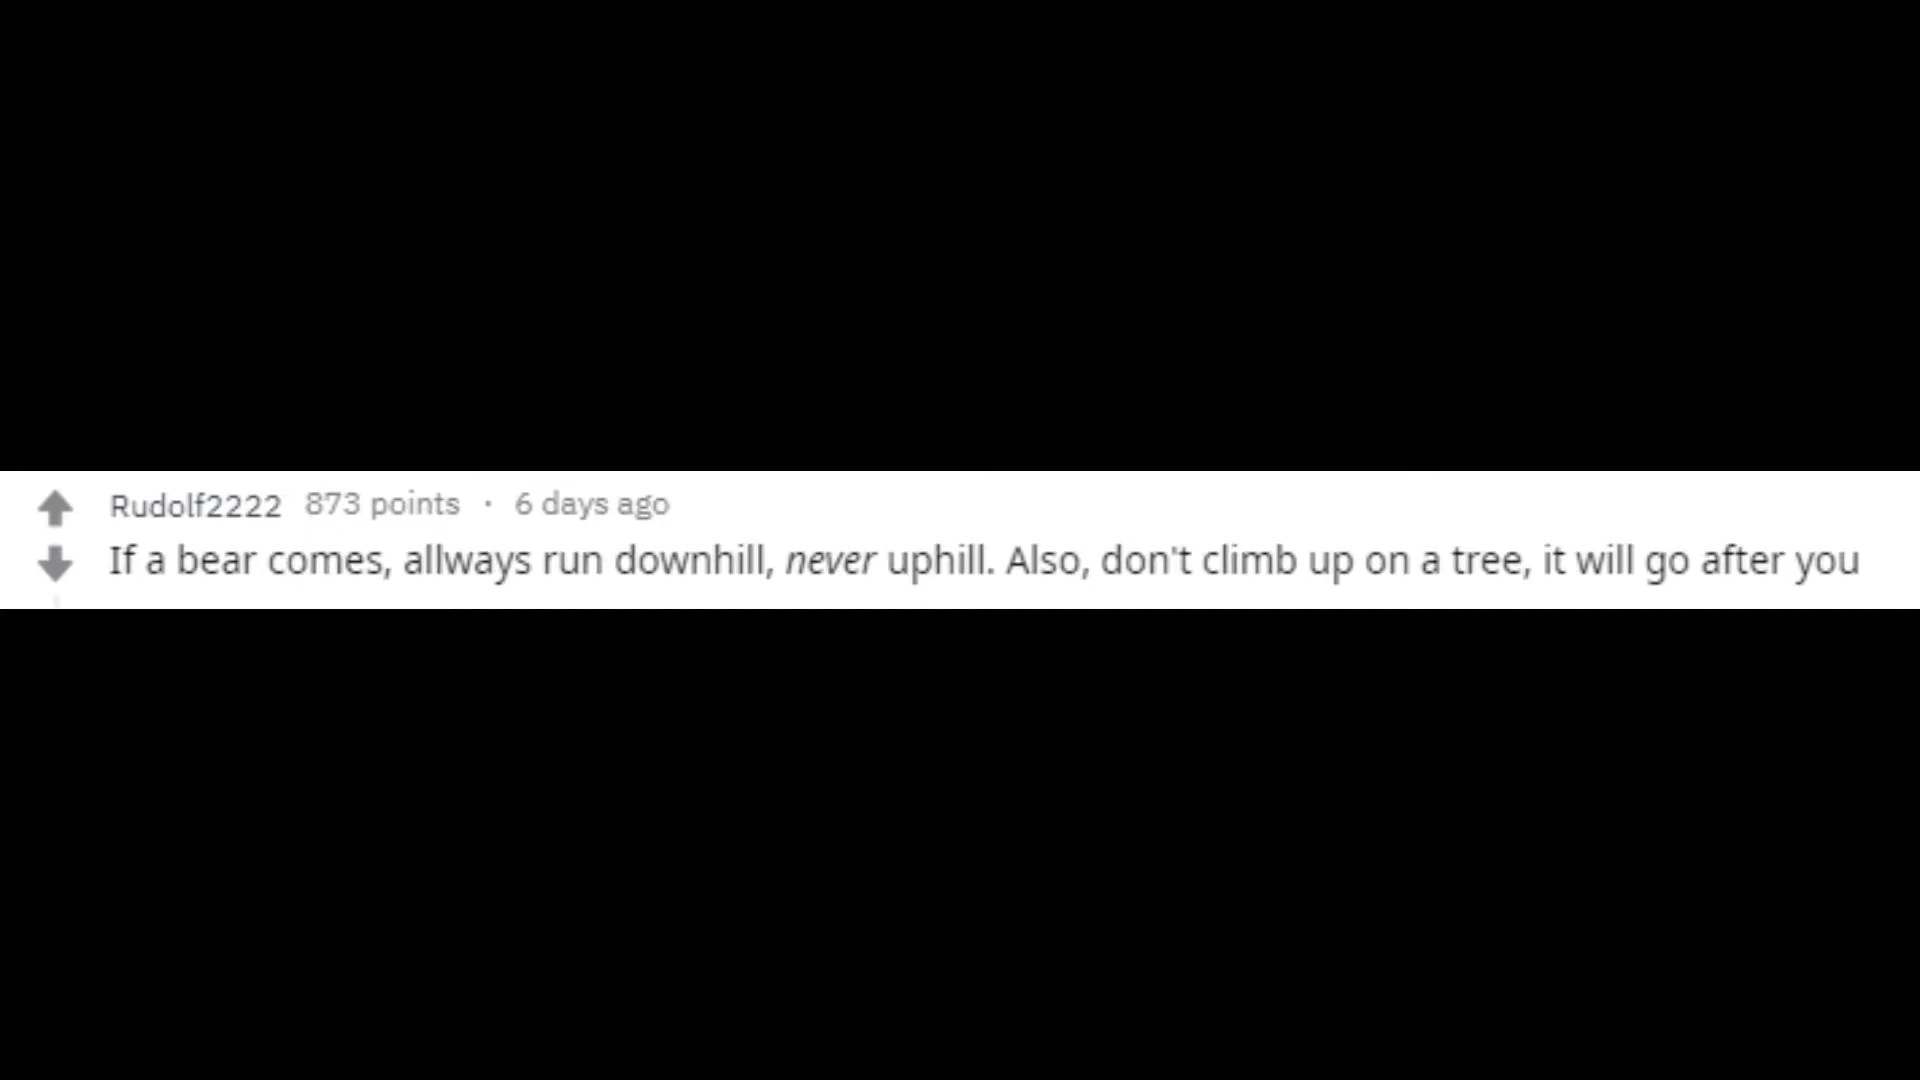 Rudolf2222 873 points · 6 days ago
If a bear comes, allways run downhill, never uphill. Also, don't climb up on a tree, it will go after you